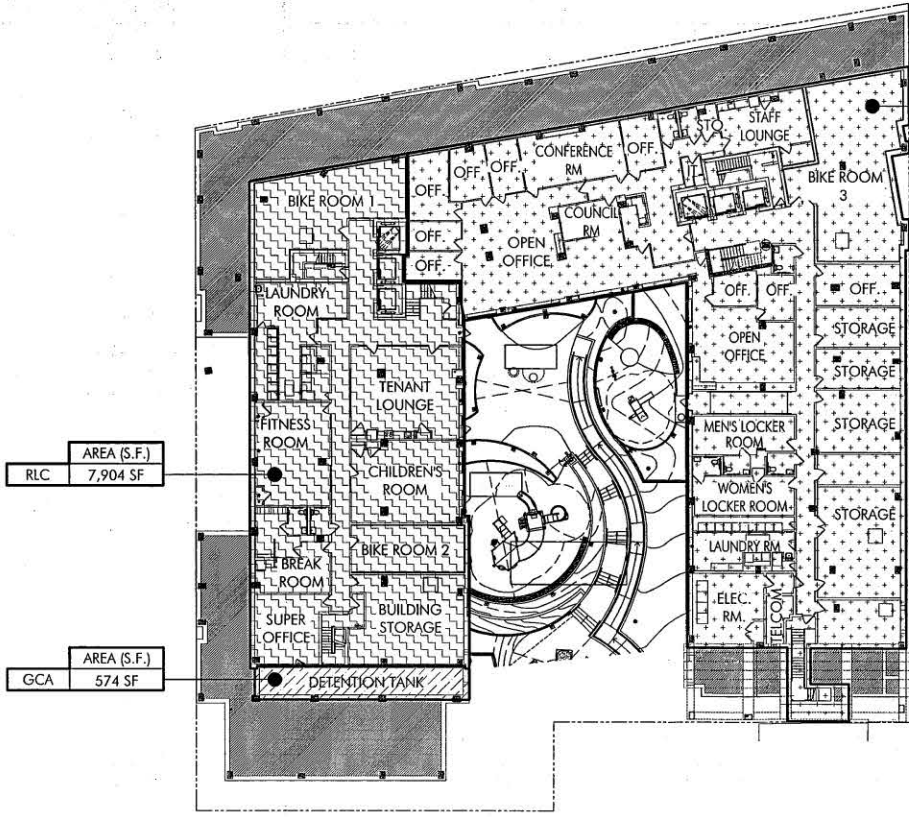 STO.
STAFF
LOUNGE
CONFERENCE
RM
OFF.
OFF.
OFF.
OFF.
OFF.
BIKE ROOM
3
BIKE ROOM 1
COUNCIL
RM
OFF.
OPEN
OFFICE
OFF.
LAUNDRY
ROOM
OFF.
OFF.
OFF.
STORAGE
OPEN
OFFICE
STORAGE
TENANT
LOUNGE
STORAGE
FITNESS
ROOM
MEN'S LOCKER
ROOM
AREA (S.F.)
RLC 7,904 SF
CHILDREN'S
ROOM
WOMEN'S
LOCKER ROOM
STORAGE
BIKE ROOM 2
LAUNDRY RM
BREAK
ROOM
ELEC.
RM.
TELCOM
SUPER
OFFICE
BUILDING
STORAGE
AREA (S.F.)
GCA 574 SF
DETENTION TANK